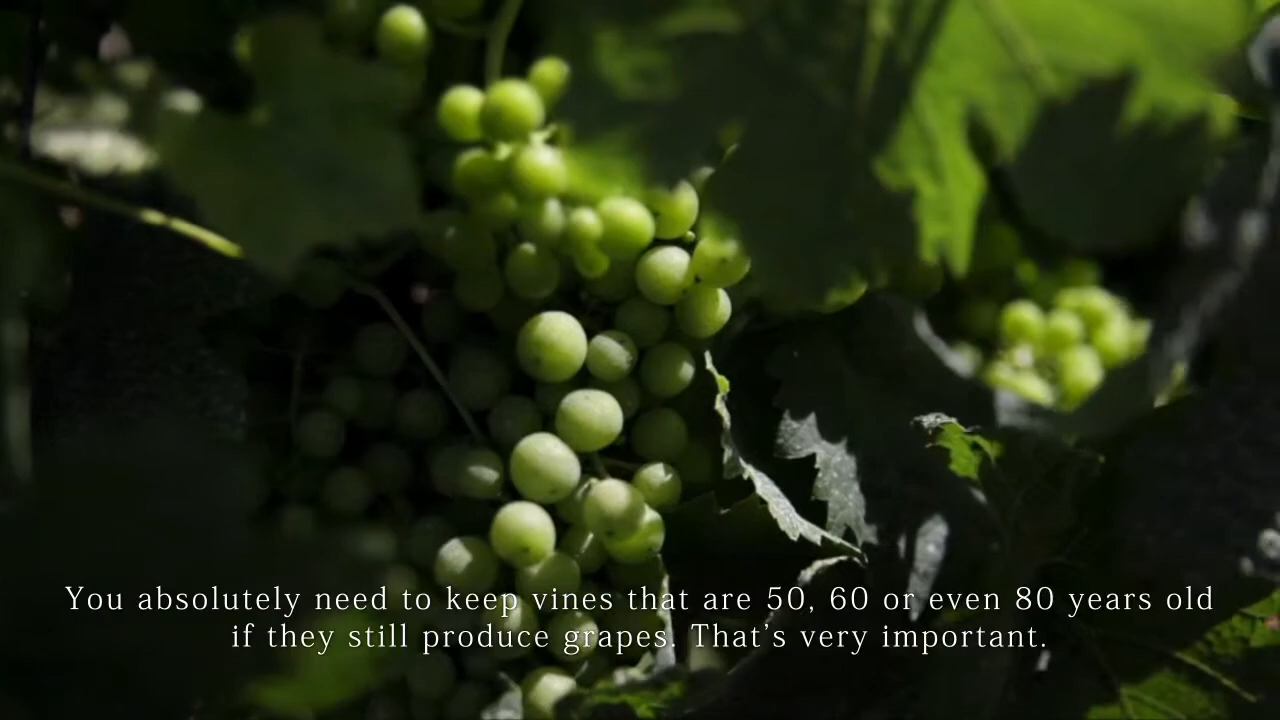 You absolutely need to keep vines that are 50, 60 or even 80 years old
if they still produce grapes. That’s very important.